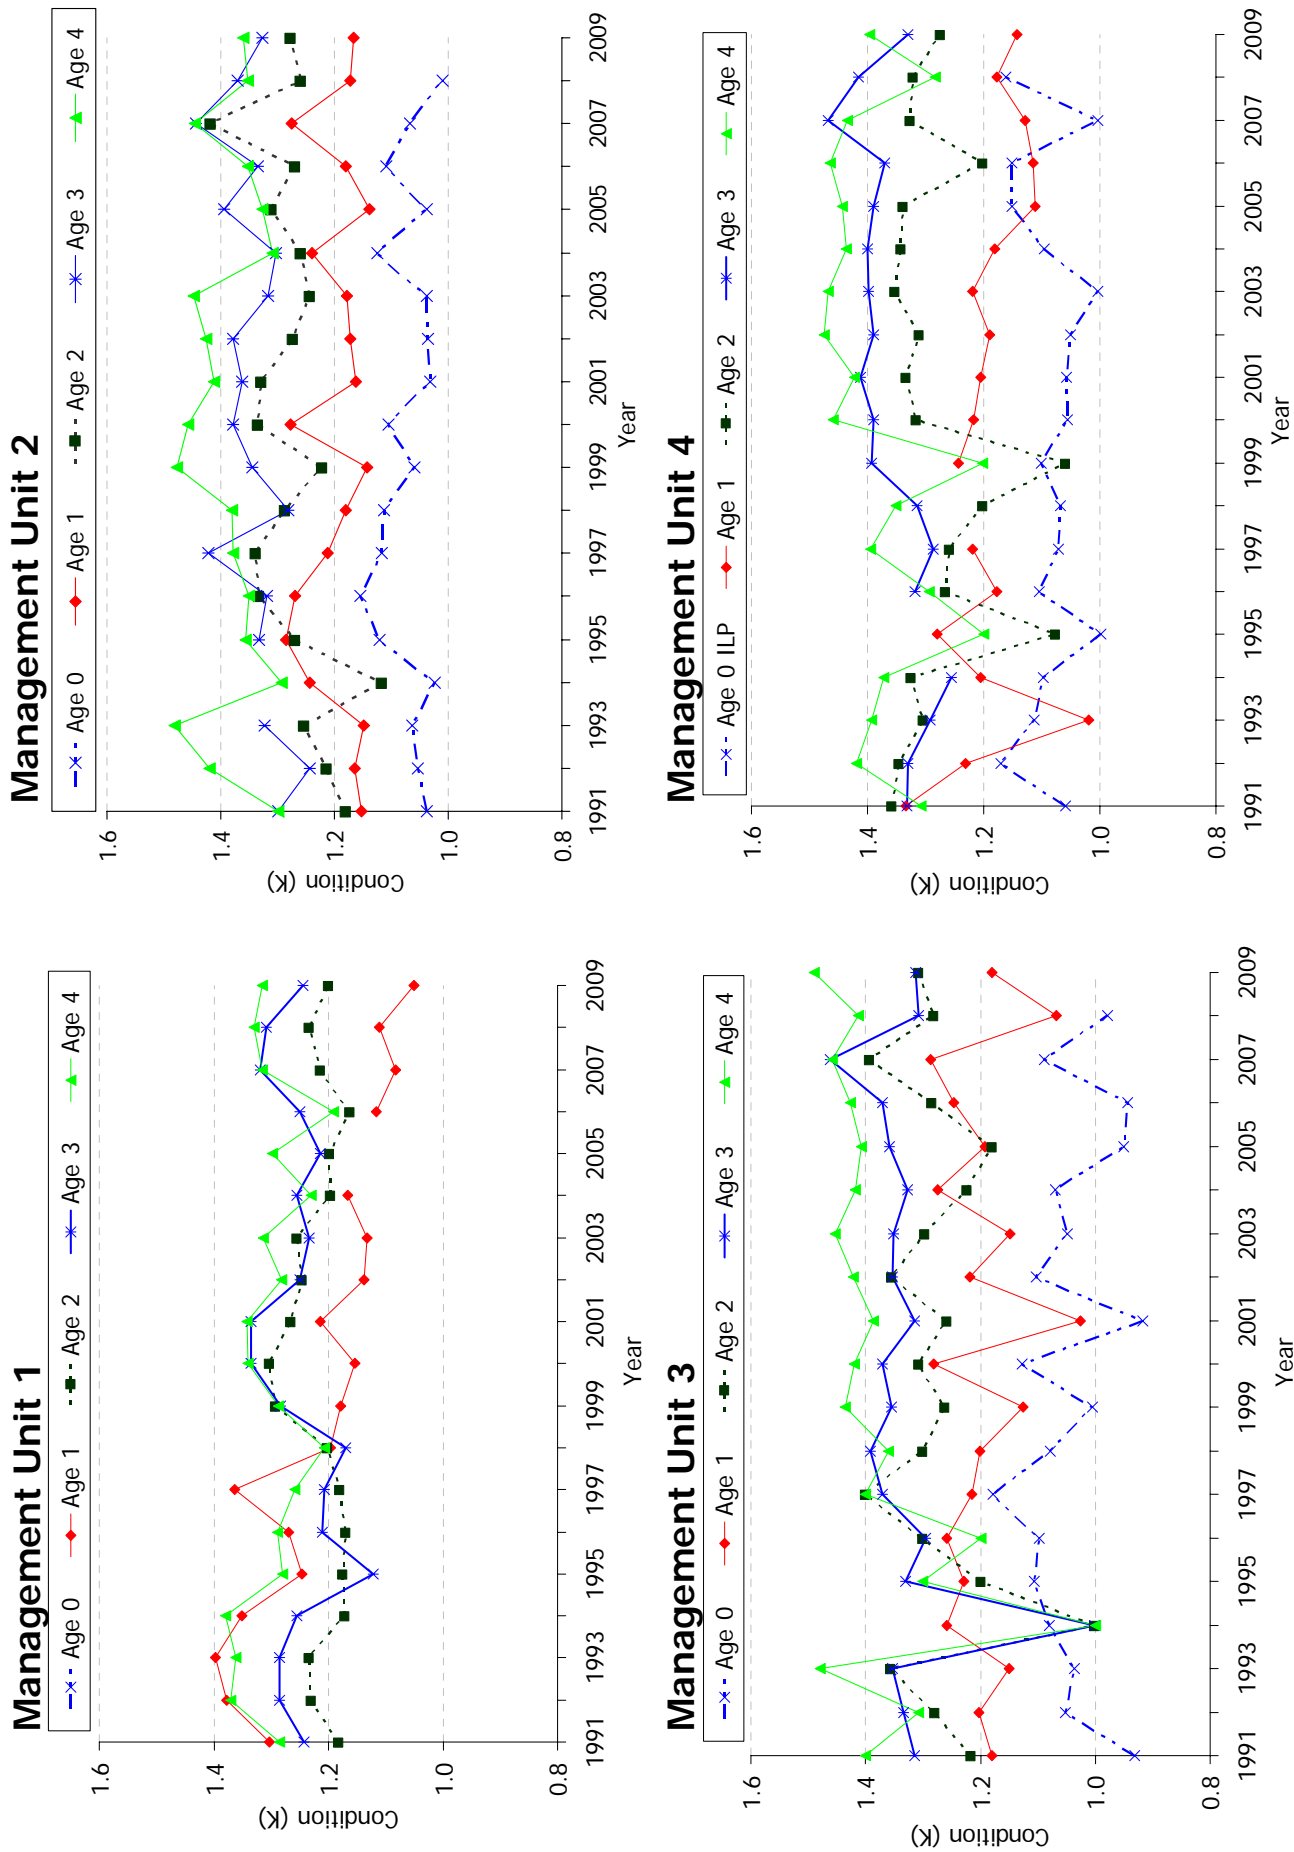 Management Unit 1
Age 0 Age 1 Age 2 Age 3 Age 4
1.6
1.4
1.2
1.0
0.8
Condition (K)
1991 1993 1995 1997 1999 2001 2003 2005 2007 2009
Year
Management Unit 2
Age 0 Age 1 Age 2 Age 3 Age 4
1.6
1.4
1.2
1.0
0.8
Condition (K)
1991 1993 1995 1997 1999 2001 2003 2005 2007 2009
Year
Management Unit 3
Age 0 Age 1 Age 2 Age 3 Age 4
1.6
1.4
1.2
1.0
0.8
Condition (K)
1991 1993 1995 1997 1999 2001 2003 2005 2007 2009
Year
Management Unit 4
Age 0 ILP Age 1 Age 2 Age 3 Age 4
1.6
1.4
1.2
1.0
0.8
Condition (K)
1991 1993 1995 1997 1999 2001 2003 2005 2007 2009
Year